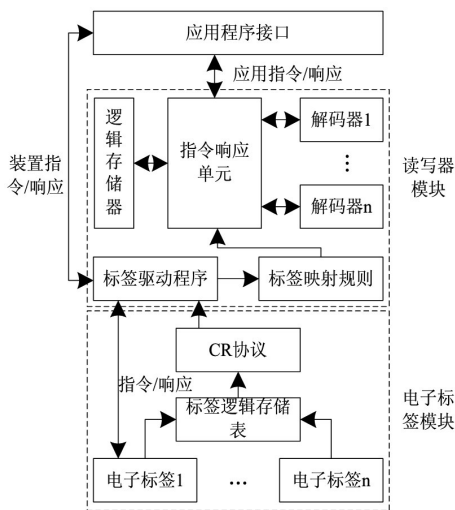 应用程序接口
应用指令/响应
逻
辑
存
储
器
指令响应
单元
解码器1
⋮
解码器n
装置指
令/响应
读写器
模块
标签驱动程序
标签映射规则
CR协议
指令/响应
标签逻辑存储
表
电子标
签模块
电子标签1
...
电子标签n